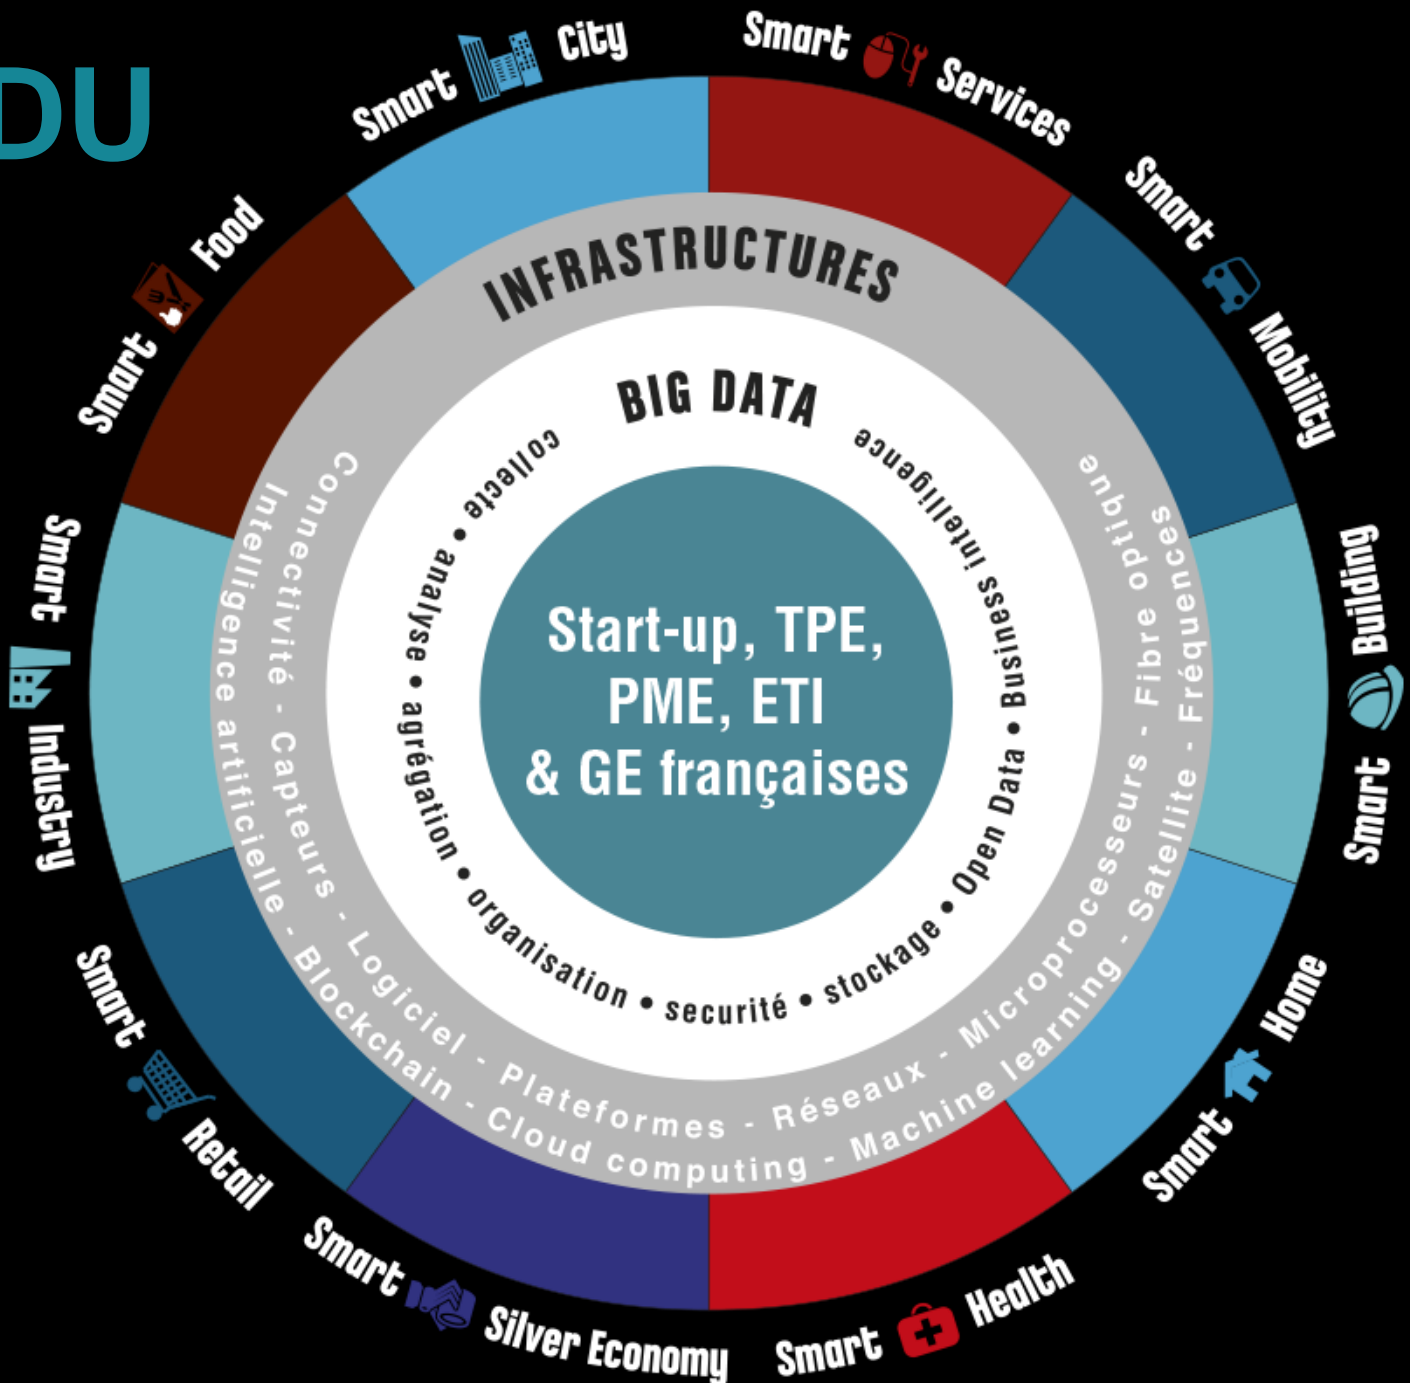 DU
Smart City
Smart Services
Smart Mobility
Smart Building
Smart Home
Smart Health
Smart Silver Economy
Smart Retail
Smart Industry
Smart Food
INFRASTRUCTURES
Connectivité - Capteurs - Logiciel - Plateformes - Réseaux - Microprocesseurs - Fibre optique
Intelligence artificielle - Blockchain - Cloud computing - Machine learning - Satellite - Fréquences
BIG DATA
collecte • analyse • agrégation • organisation • securité • stockage • Open Data • Business intelligence
Start-up, TPE,
PME, ETI
& GE françaises